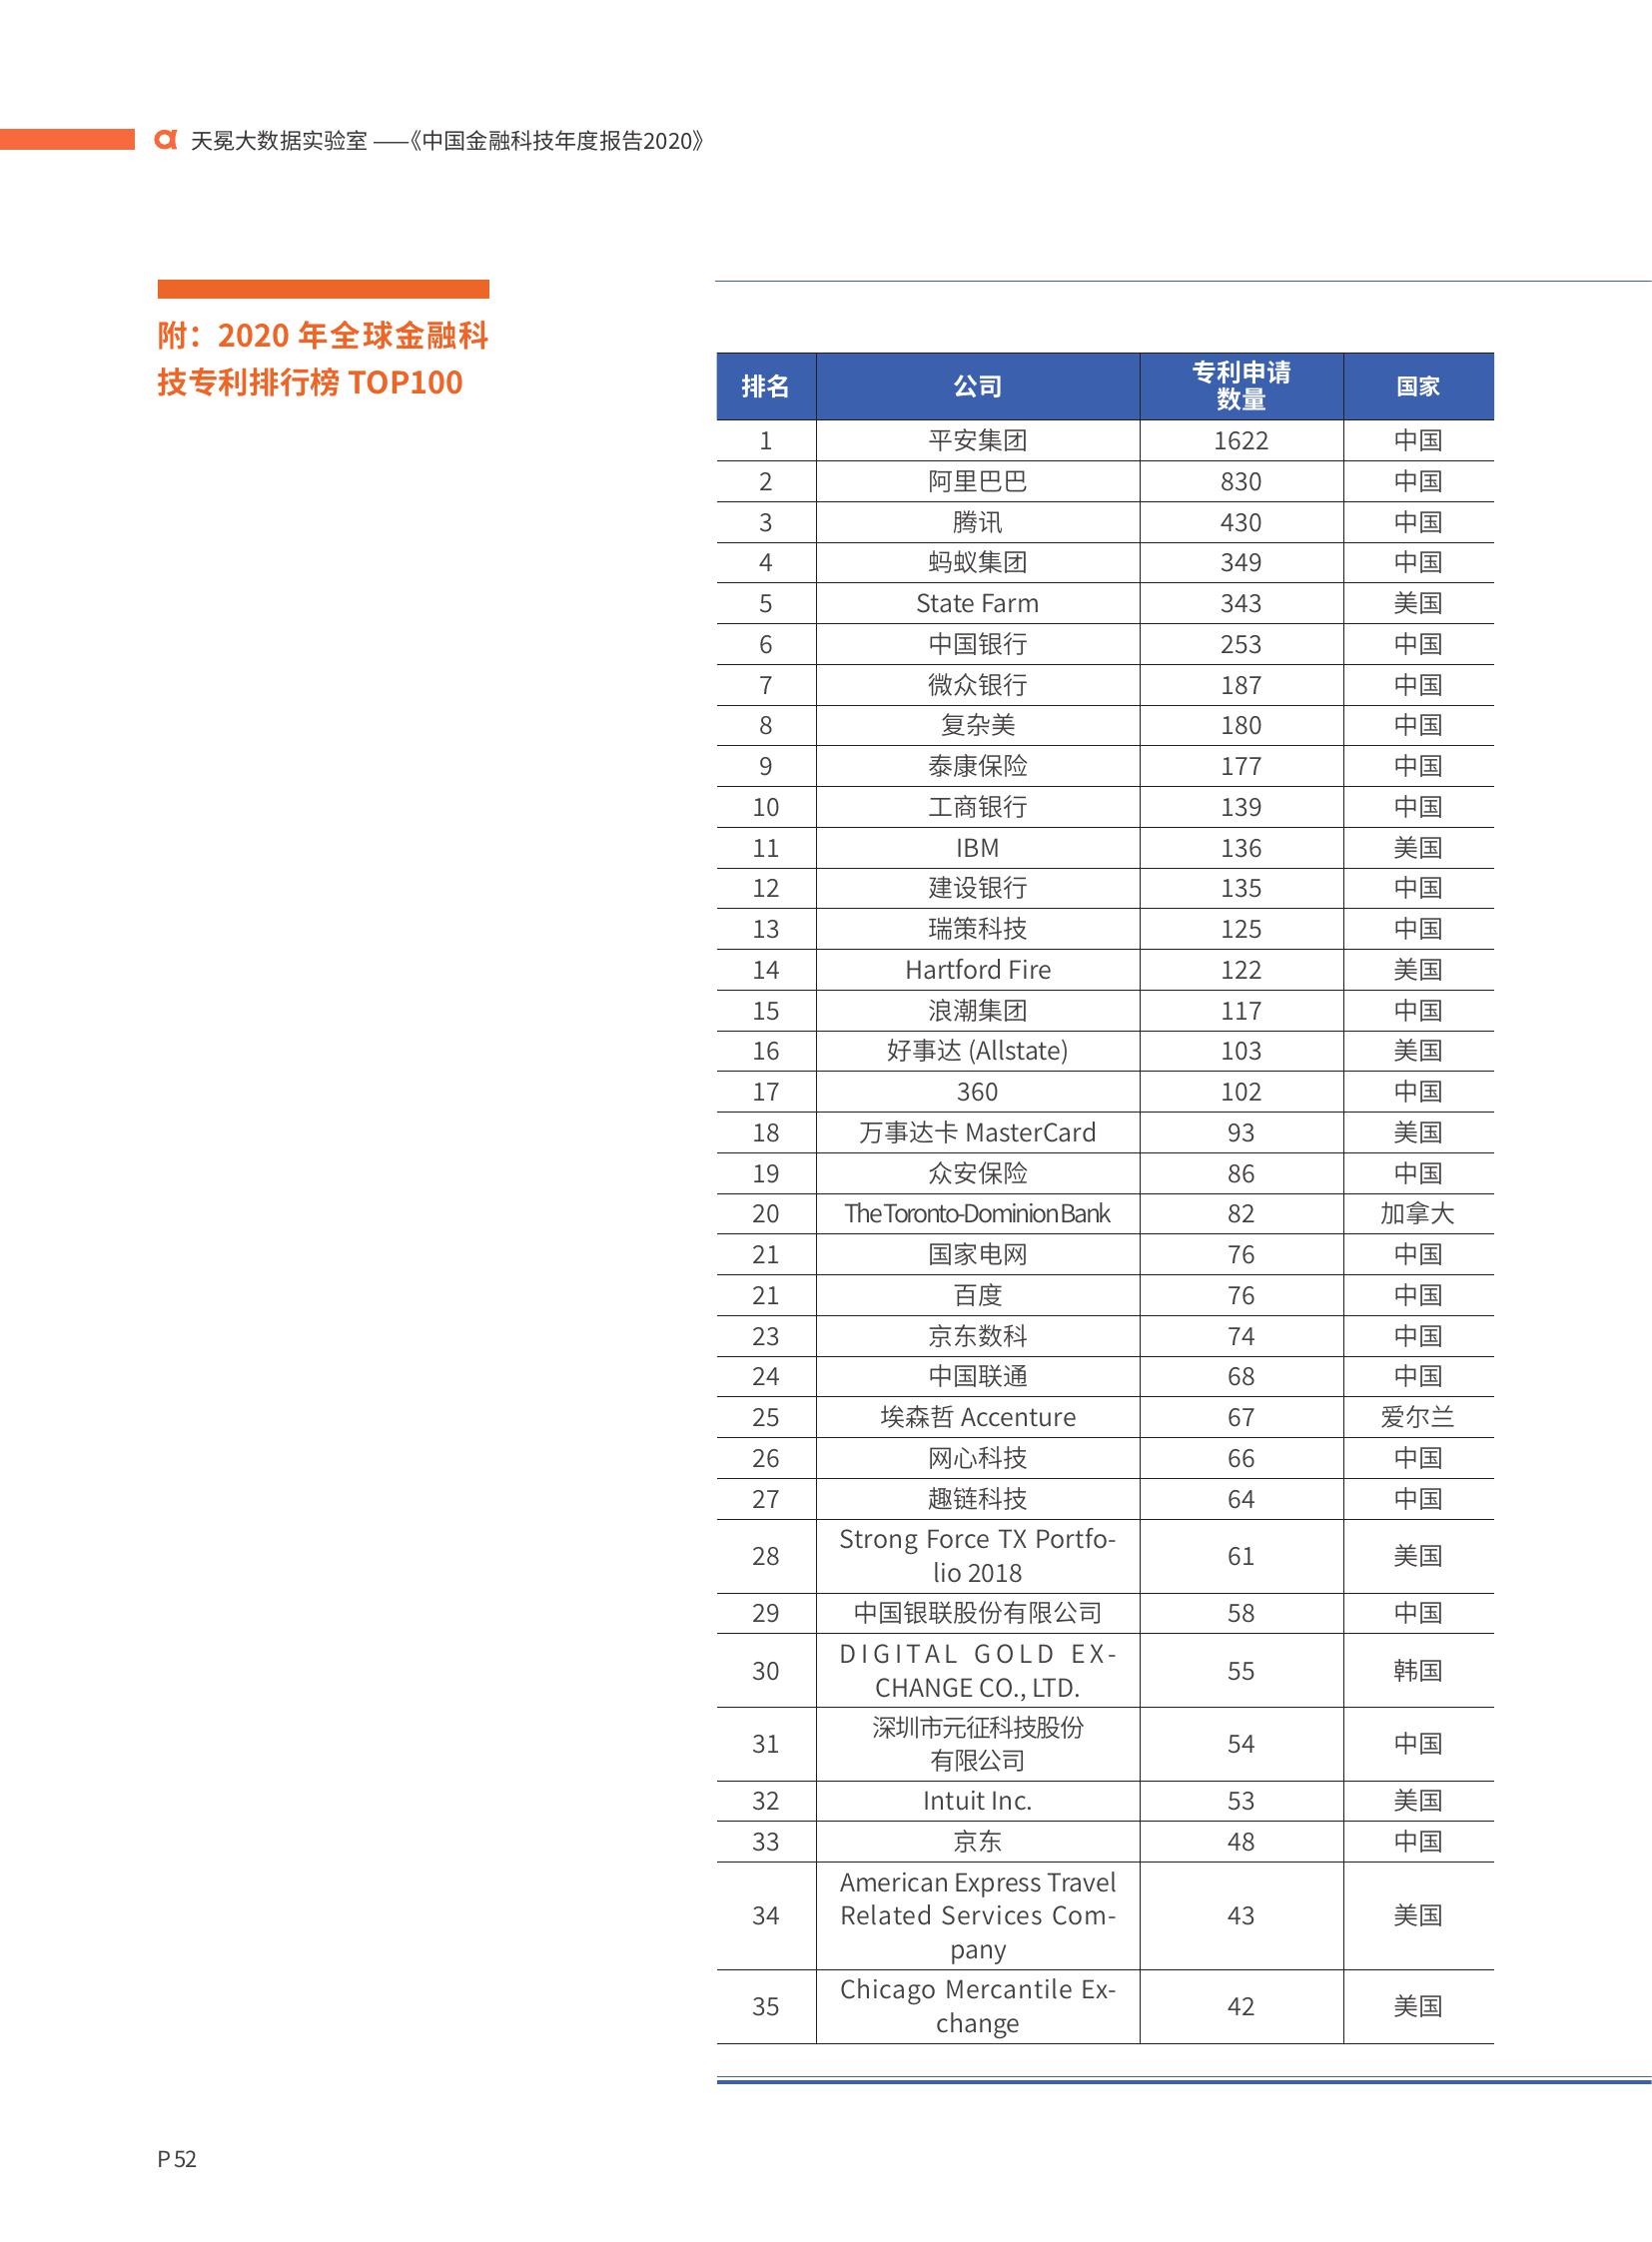 天冕大数据实验室 ——《中国金融科技年度报告2020》
附：2020 年全球金融科
技专利排行榜 TOP100
排名 公司 专利申请 国家
数量
1 平安集团 1622 中国
2 阿里巴巴 830 中国
3 腾讯 430 中国
4 蚂蚁集团 349 中国
5 State Farm 343 美国
6 中国银行 253 中国
7 微众银行 187 中国
8 复杂美 180 中国
9 泰康保险 177 中国
10 工商银行 139 中国
11 IBM 136 美国
12 建设银行 135 中国
13 瑞策科技 125 中国
14 Hartford Fire 122 美国
15 浪潮集团 117 中国
16 好事达 (Allstate) 103 美国
17 360 102 中国
18 万事达卡 MasterCard 93 美国
19 众安保险 86 中国
20 The Toronto-Dominion Bank 82 加拿大
21 国家电网 76 中国
21 百度 76 中国
23 京东数科 74 中国
24 中国联通 68 中国
25 埃森哲 Accenture 67 爱尔兰
26 网心科技 66 中国
27 趣链科技 64 中国
28 Strong Force TX Portfo- 61 美国
lio 2018
29 中国银联股份有限公司 58 中国
30 DIGITAL GOLD EX- 55 韩国
CHANGE CO., LTD.
31 深圳市元征科技股份 54 中国
有限公司
32 Intuit Inc. 53 美国
33 京东 48 中国
American Express Travel
34 Related Services Com- 43 美国
pany
35 Chicago Mercantile Ex- 42 美国
change
P 52